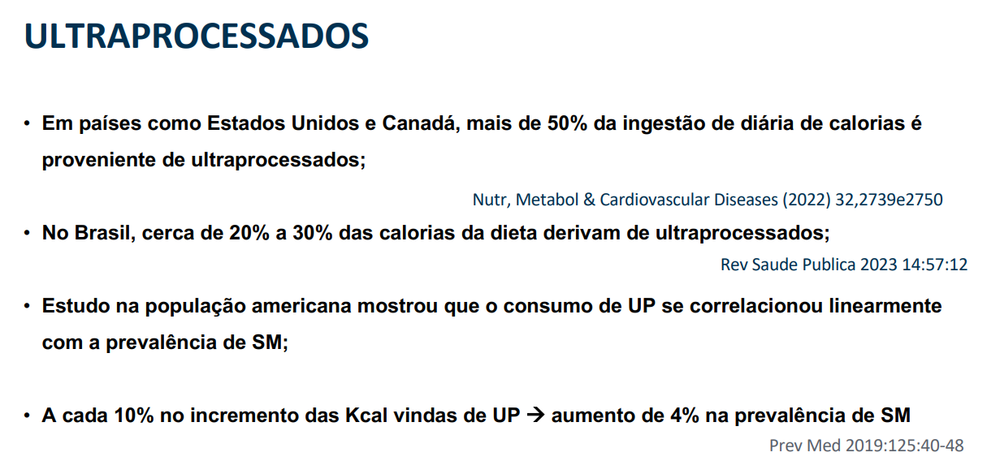 ULTRAPROCESSADOS
• Em países como Estados Unidos e Canadá, mais de 50% da ingestão de diária de calorias é
proveniente de ultraprocessados;
Nutr, Metabol & Cardiovascular Diseases (2022) 32,2739e2750
• No Brasil, cerca de 20% a 30% das calorias da dieta derivam de ultraprocessados;
Rev Saude Publica 2023 14:57:12
• Estudo na população americana mostrou que o consumo de UP se correlacionou linearmente
com a prevalência de SM;
• A cada 10% no incremento das Kcal vindas de UP → aumento de 4% na prevalência de SM
Prev Med 2019:125:40-48